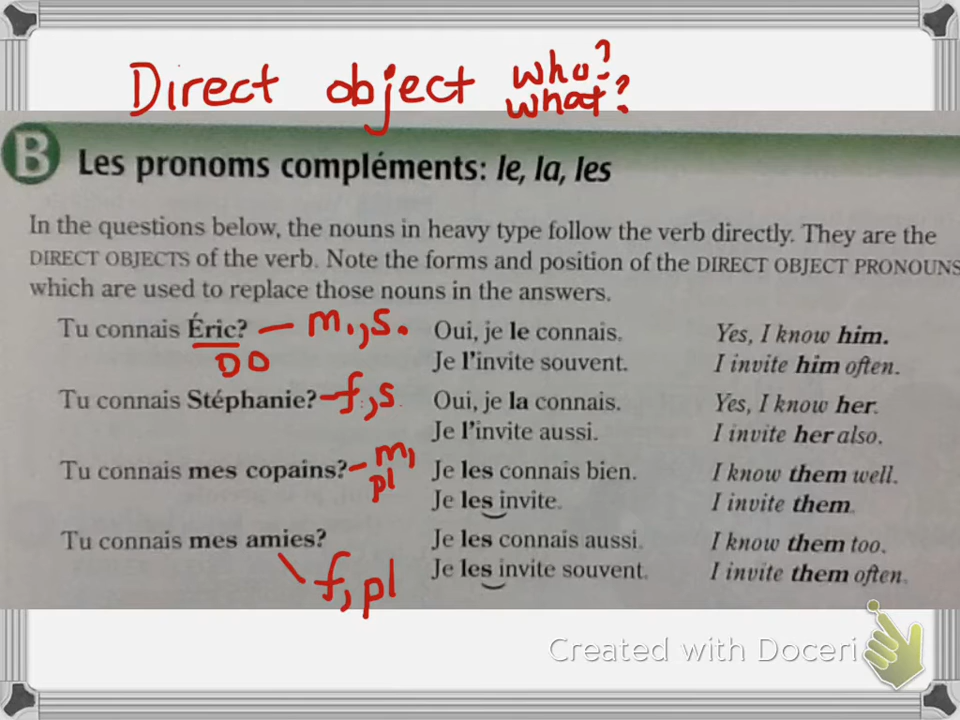 Direct object who?
what?
B Les pronoms compléments: le, la, les
In the questions below, the nouns in heavy type follow the verb directly. They are the
DIRECT OBJECTS of the verb. Note the forms and position of the DIRECT OBJECT PRONOUNS
which are used to replace those nouns in the answers.
Tu connais Éric? — m., s. Oui, je le connais. Yes, I know him.
DO Je l'invite souvent. I invite him often.
Tu connais Stéphanie? – f, s Oui, je la connais. Yes, I know her.
Je l'invite aussi. I invite her also.
Tu connais mes copains? – m, Je les connais bien. I know them well.
pl Je les invite. I invite them.
Tu connais mes amies? Je les connais aussi. I know them too.
f, pl Je les invite souvent. I invite them often.
Created with Doceri